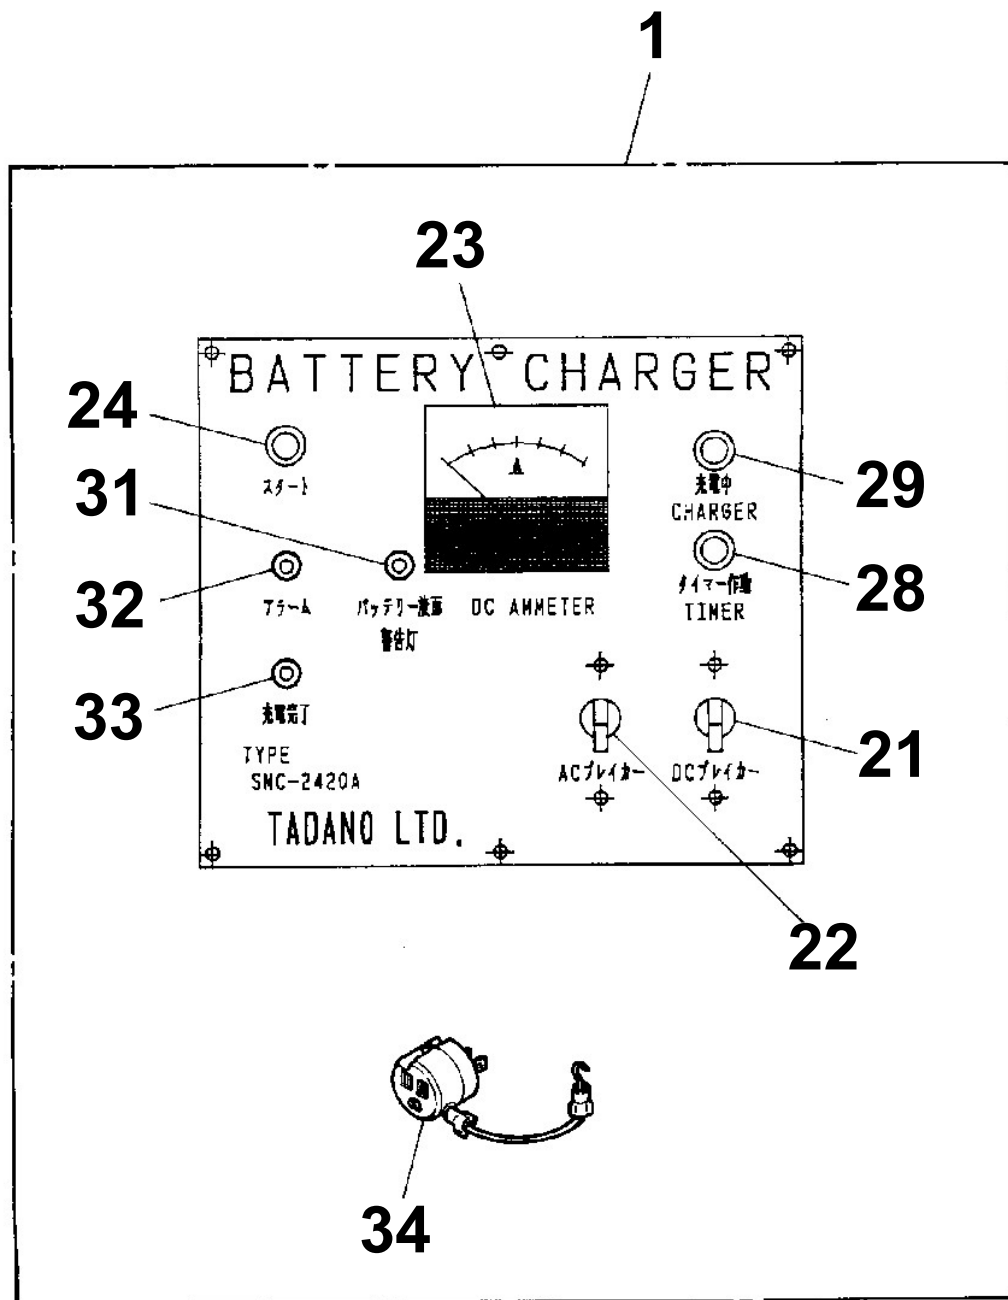 1
23
BATTERY CHARGER
24
スタート
A
充電中
CHARGER
29
31
32
アラーム
バッテリー液面
警告灯
DC AMMETER
タイマー作動
TIMER
28
33
充電完了
TYPE
SMC-2420A
ACブレイカー
DCブレイカー
21
TADANO LTD.
22
34